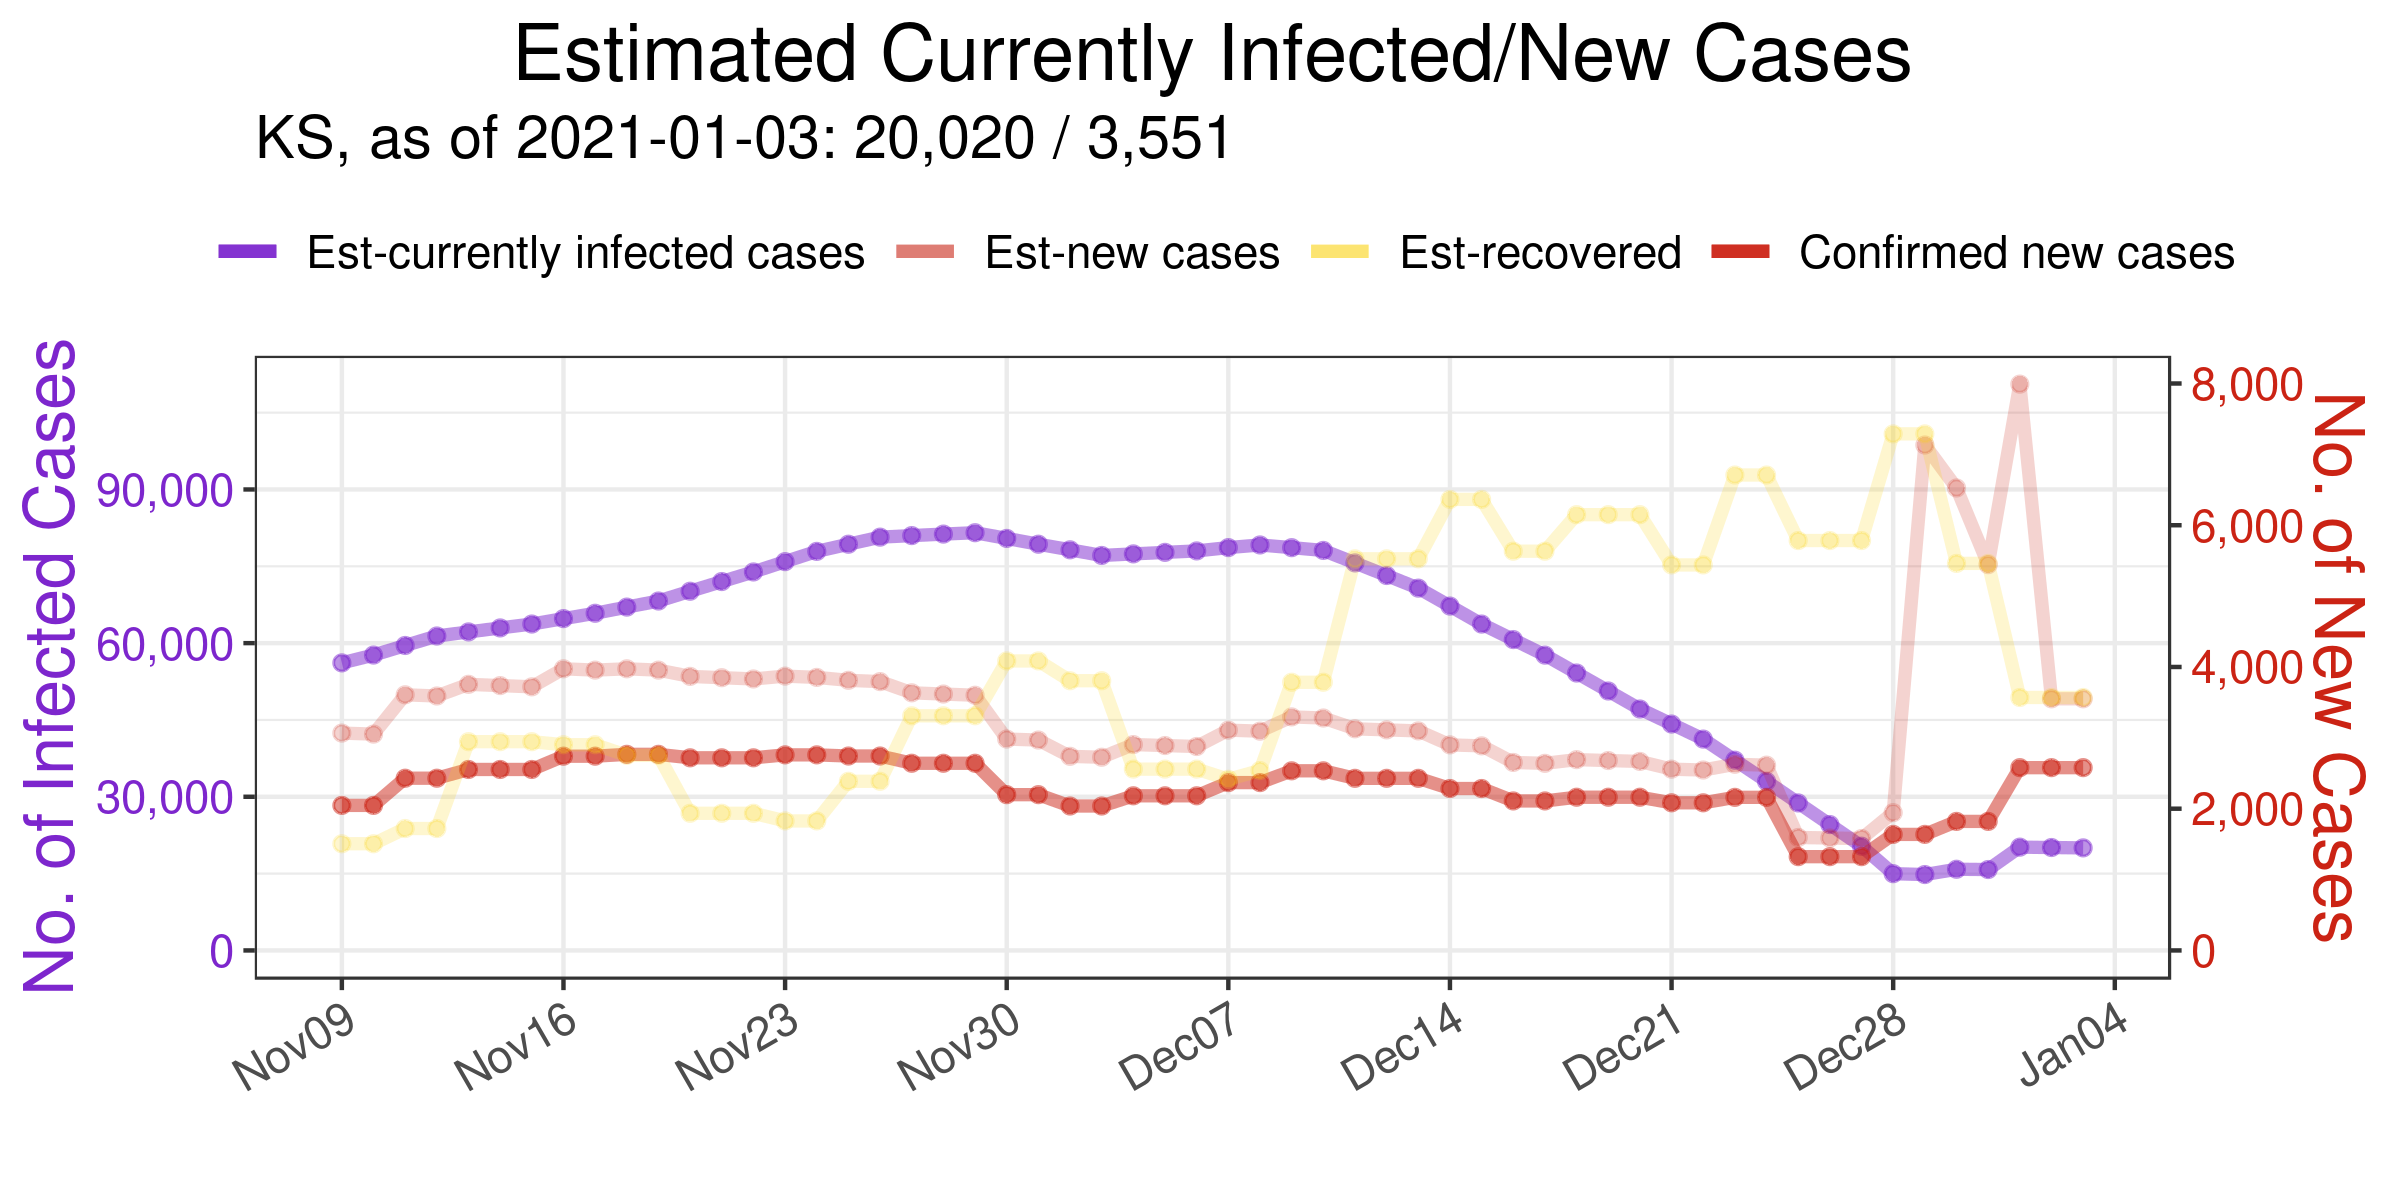 Estimated Currently Infected/New Cases
KS, as of 2021-01-03: 20,020 / 3,551
Est-currently infected cases Est-new cases Est-recovered Confirmed new cases
No. of Infected Cases
90,000
60,000
30,000
0
8,000
6,000
4,000
2,000
0
No. of New Cases
Nov09 Nov16 Nov23 Nov30 Dec07 Dec14 Dec21 Dec28 Jan04